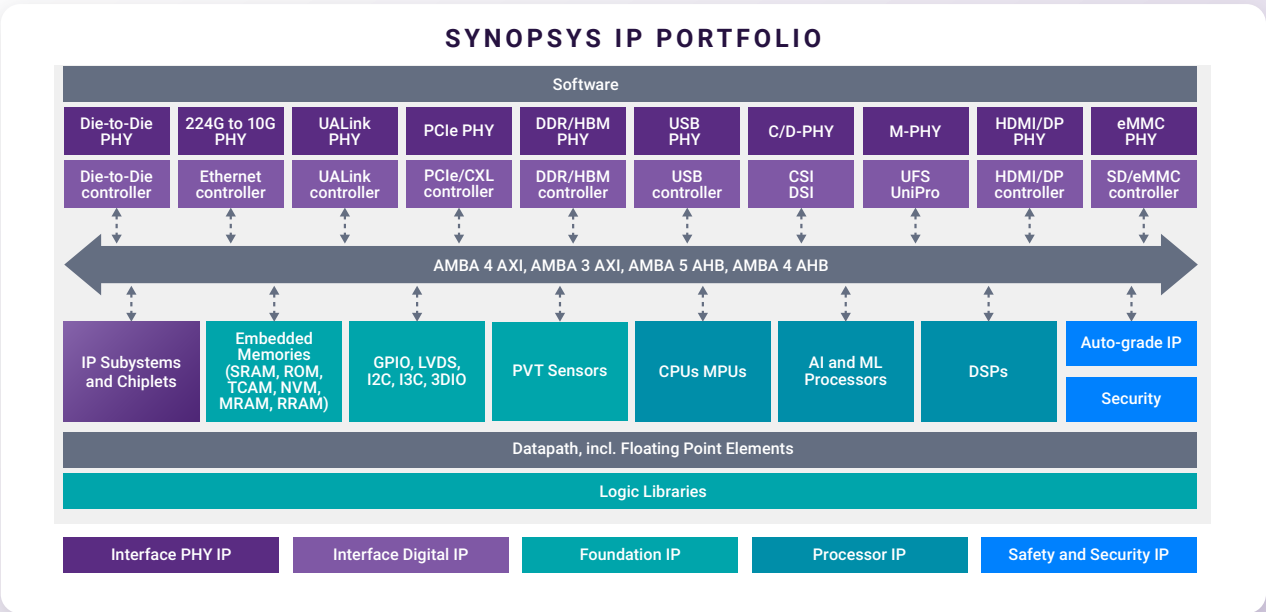 SYNOPSYS IP PORTFOLIO
Software
Die-to-Die
PHY
224G to 10G
PHY
UALink
PHY
PCIe PHY
DDR/HBM
PHY
USB
PHY
C/D-PHY
M-PHY
HDMI/DP
PHY
eMMC
PHY
Die-to-Die
controller
Ethernet
controller
UALink
controller
PCIe/CXL
controller
DDR/HBM
controller
USB
controller
CSI
DSI
UFS
UniPro
HDMI/DP
controller
SD/eMMC
controller
AMBA 4 AXI, AMBA 3 AXI, AMBA 5 AHB, AMBA 4 AHB
IP Subystems
and Chiplets
Embedded
Memories
(SRAM, ROM,
TCAM, NVM,
MRAM, RRAM)
GPIO, LVDS,
I2C, I3C, 3DIO
PVT Sensors
CPUs MPUs
AI and ML
Processors
DSPs
Auto-grade IP
Security
Datapath, incl. Floating Point Elements
Logic Libraries
Interface PHY IP
Interface Digital IP
Foundation IP
Processor IP
Safety and Security IP